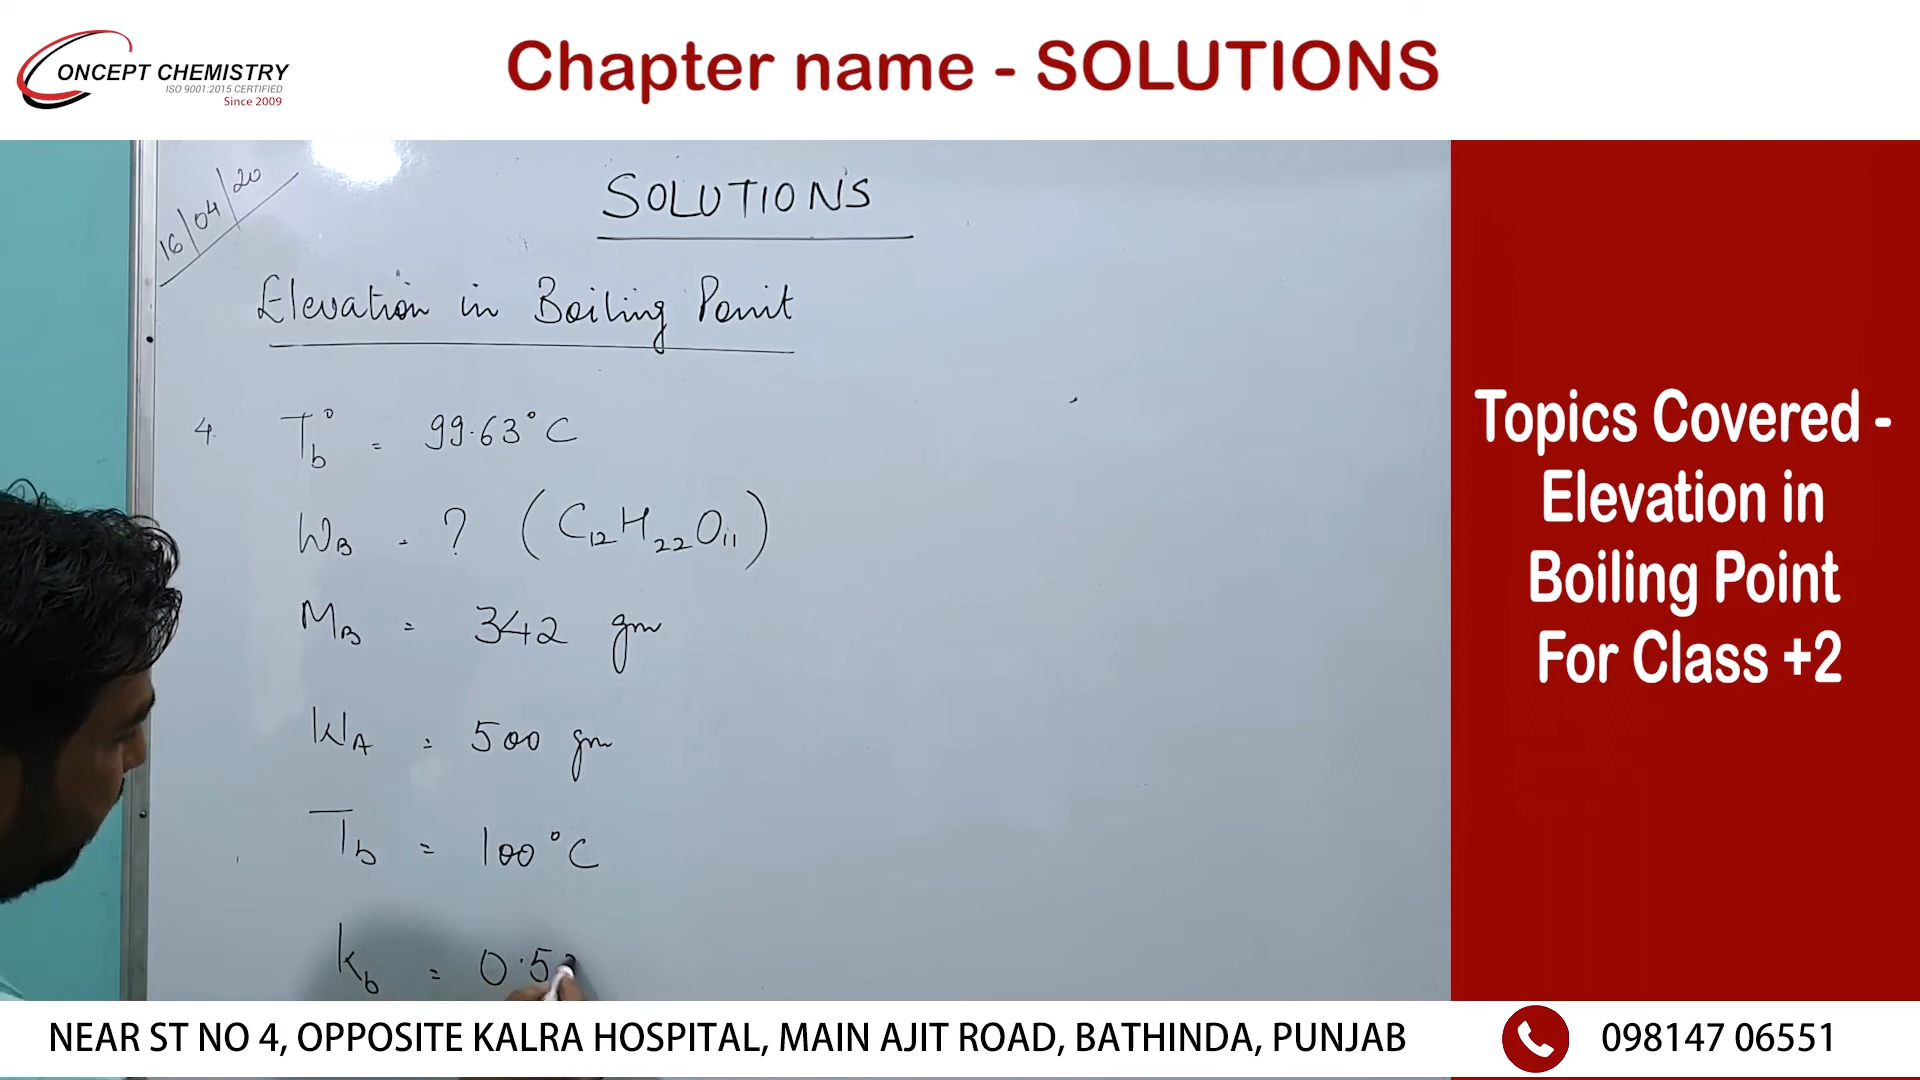 ONCEPT CHEMISTRY
ISO 9001:2015 CERTIFIED
Since 2009
Chapter name - SOLUTIONS
16/04/20
SOLUTIONS
Elevation in Boiling Point
4. T°b = 99.63°C
WB = ? (C12H22O11)
MB = 342 gm
WA = 500 gm
Tb = 100°C
Kb = 0.5
Topics Covered -
Elevation in
Boiling Point
For Class +2
NEAR ST NO 4, OPPOSITE KALRA HOSPITAL, MAIN AJIT ROAD, BATHINDA, PUNJAB
098147 06551